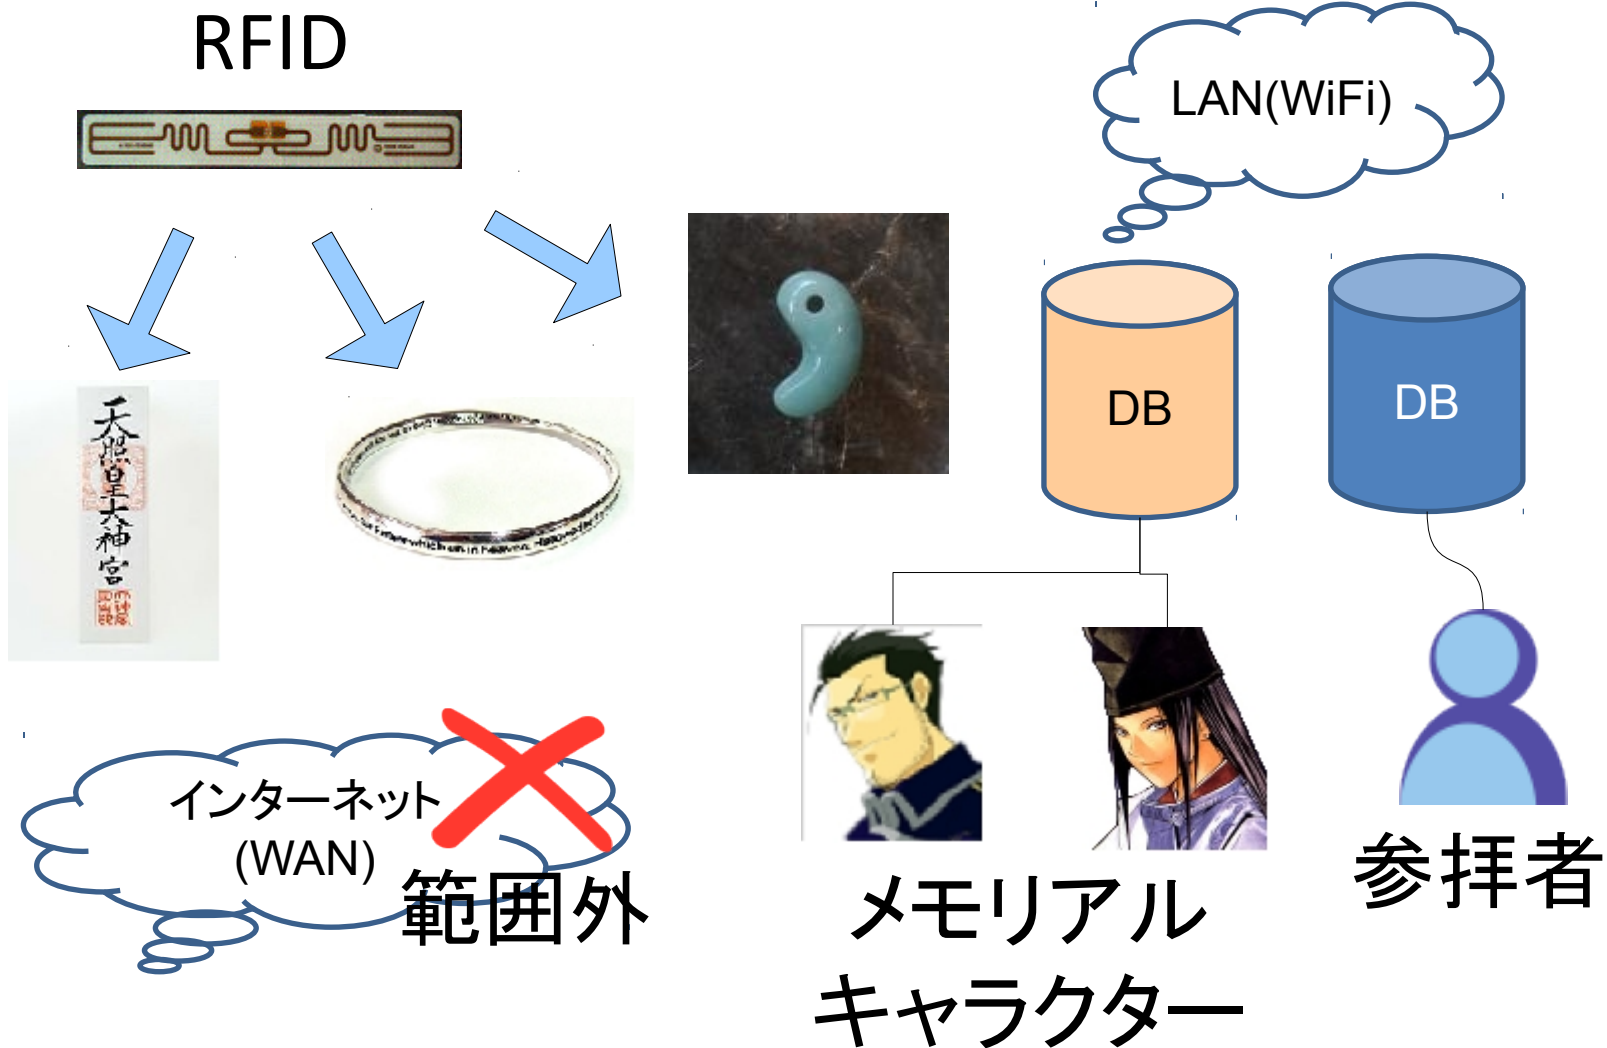 RFID
LAN(WiFi)
DB
DB
天照皇大神宮
インターネット
(WAN)
範囲外
メモリアル
キャラクター
参拝者